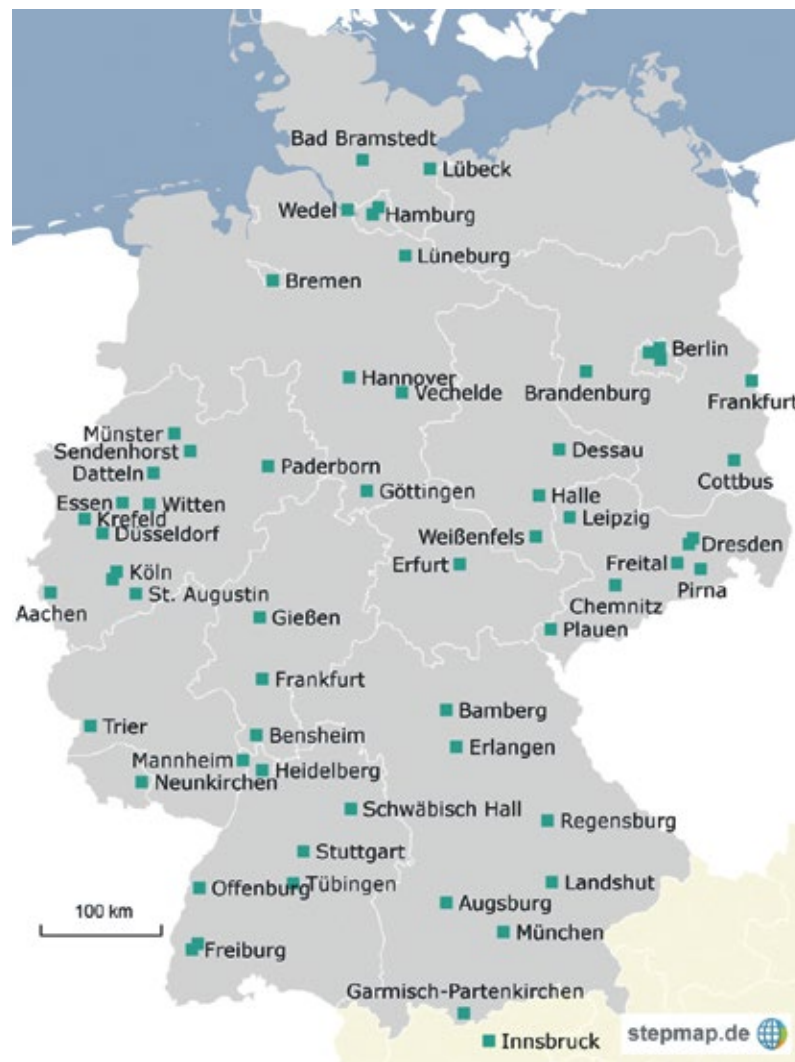 Bad Bramstedt
Lübeck
Wedel
Hamburg
Lüneburg
Bremen
Berlin
Hannover
Brandenburg
Vechelde
Frankfurt
Münster
Sendenhorst
Dessau
Datteln
Paderborn
Cottbus
Göttingen
Halle
Essen
Witten
Krefeld
Leipzig
Düsseldorf
Weißenfels
Dresden
Erfurt
Freital
Köln
Pirna
St. Augustin
Chemnitz
Aachen
Gießen
Plauen
Frankfurt
Bamberg
Trier
Bensheim
Erlangen
Mannheim
Heidelberg
Neunkirchen
Schwäbisch Hall
Regensburg
Stuttgart
Offenburg
Tübingen
Landshut
Augsburg
100 km
München
Freiburg
Garmisch-Partenkirchen
Innsbruck
stepmap.de